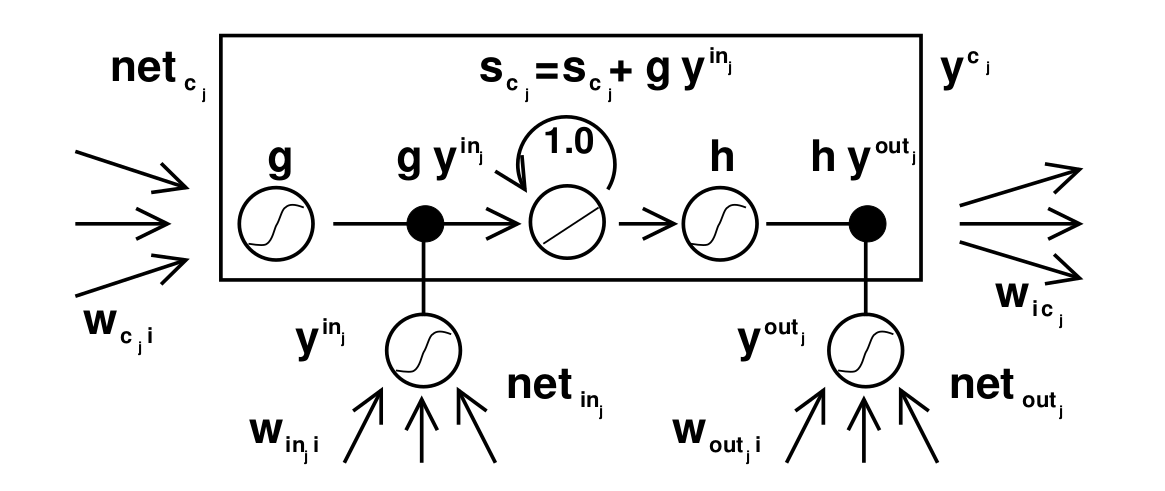 net c j
s c j = s c j + g y in j
y c j
1.0
g
g y in j
h
h y out j
w c j i
w i c j
y in j
y out j
net in j
net out j
w in j i
w out j i